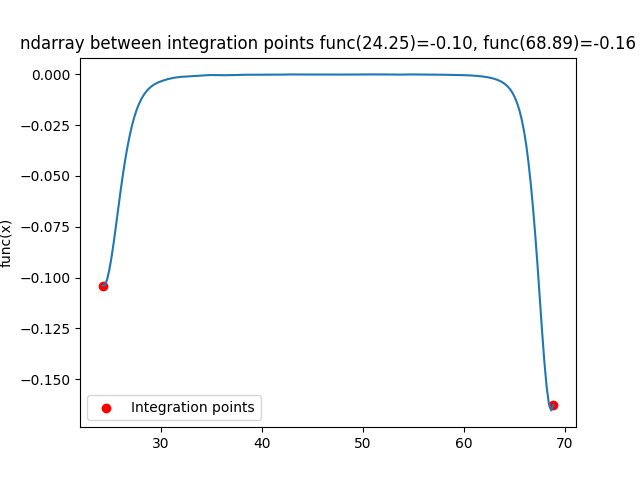 ndarray between integration points func(24.25)=-0.10, func(68.89)=-0.16
0.000
−0.025
−0.050
−0.075
−0.100
−0.125
−0.150
func(x)
Integration points
30 40 50 60 70